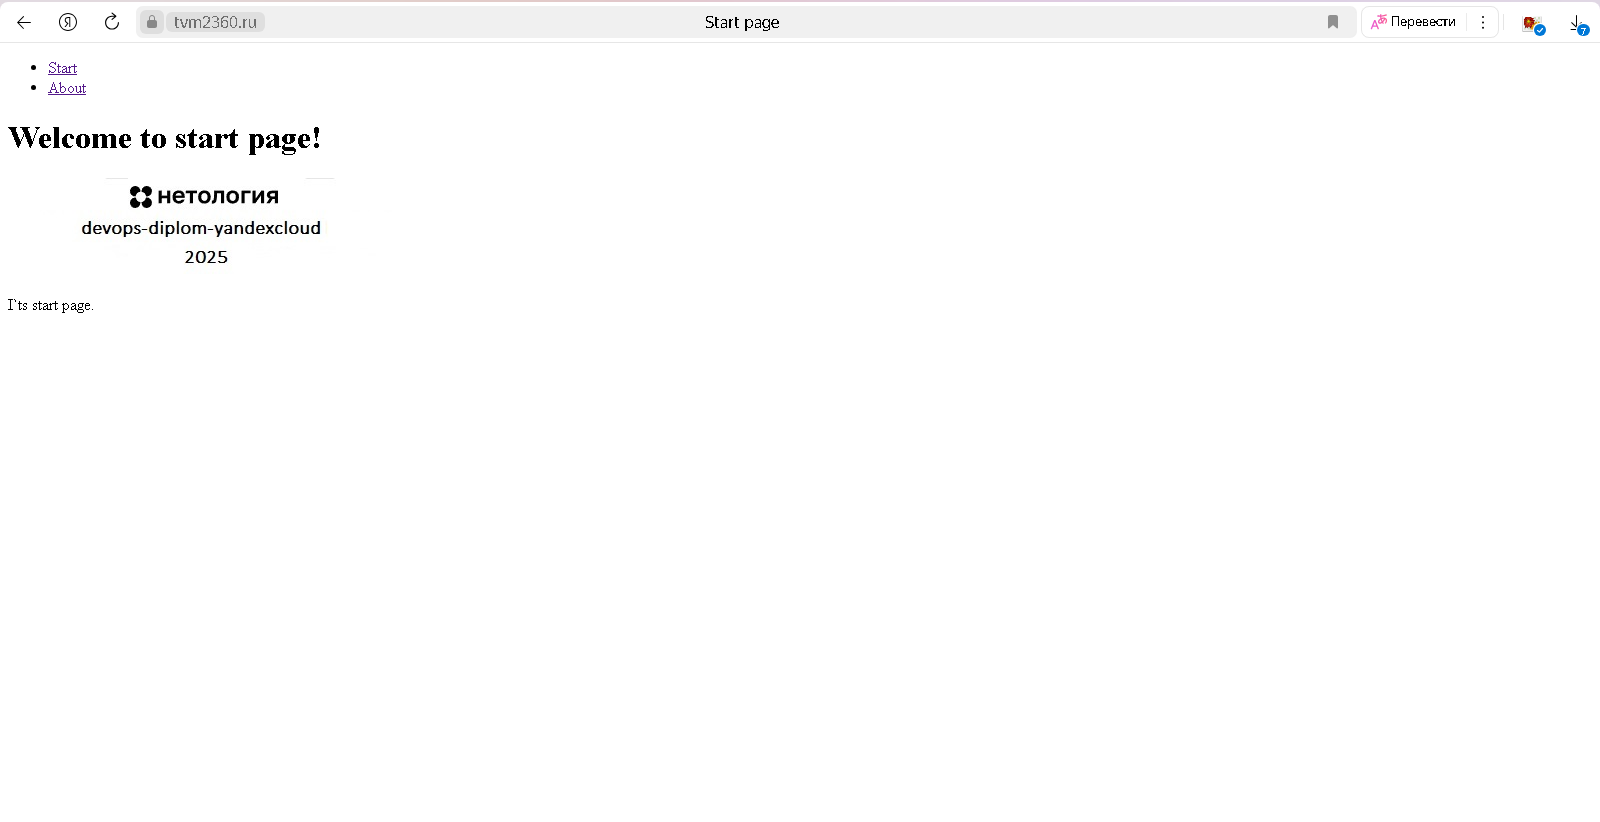 tvm2360.ru Start page Перевести
7
Start
About
Welcome to start page!
нетология
devops-diplom-yandexcloud
2025
I`ts start page.